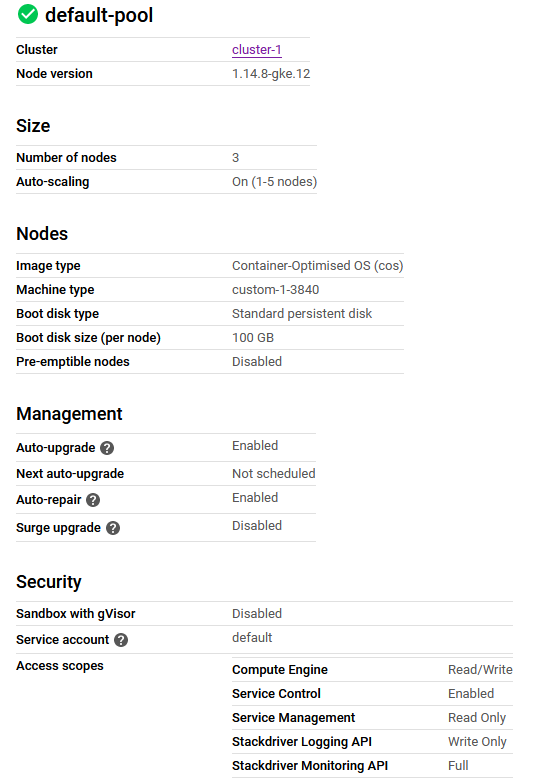 default-pool
Cluster cluster-1
Node version 1.14.8-gke.12
Size
Number of nodes 3
Auto-scaling On (1-5 nodes)
Nodes
Image type Container-Optimised OS (cos)
Machine type custom-1-3840
Boot disk type Standard persistent disk
Boot disk size (per node) 100 GB
Pre-emptible nodes Disabled
Management
Auto-upgrade ? Enabled
Next auto-upgrade Not scheduled
Auto-repair ? Enabled
Surge upgrade ? Disabled
Security
Sandbox with gVisor Disabled
Service account ? default
Access scopes Compute Engine Read/Write
Service Control Enabled
Service Management Read Only
Stackdriver Logging API Write Only
Stackdriver Monitoring API Full